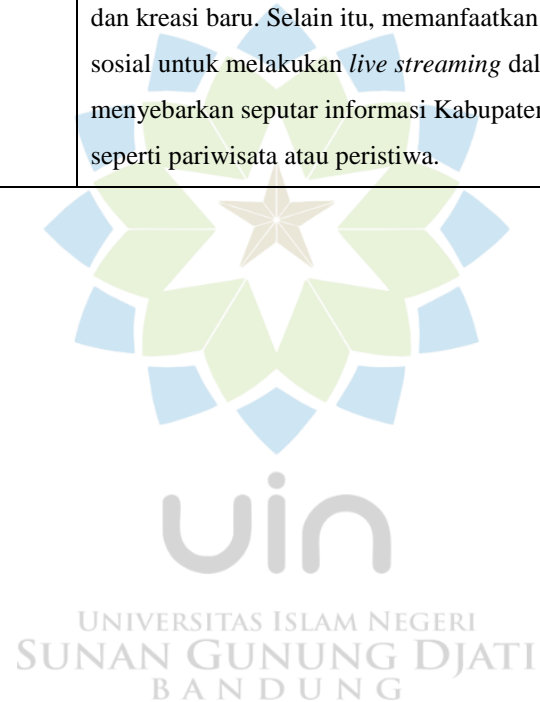 dan kreasi baru. Selain itu, memanfaatkan
sosial untuk melakukan live streaming
menyebarkan seputar informasi Kabupaten
seperti pariwisata atau peristiwa.
uin
UNIVERSITAS ISLAM NEGERI
SUNAN GUNUNG DJATI
BANDUNG